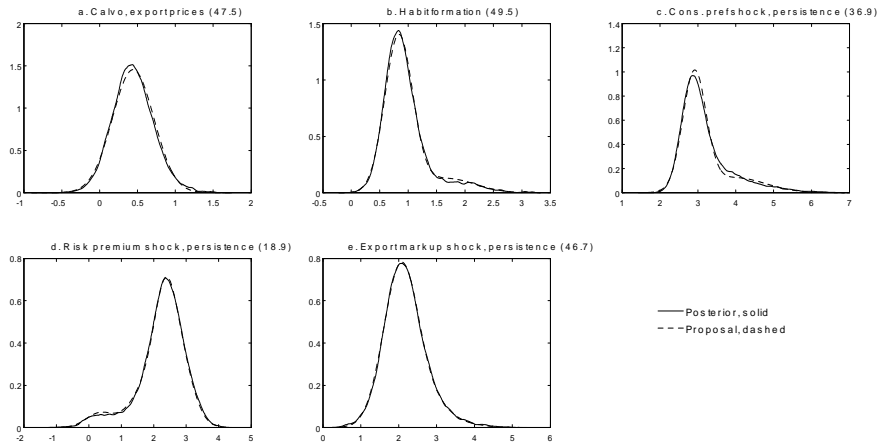 a. Calvo, export prices (47.5)
2
1.5
1
0.5
0
-1 -0.5 0 0.5 1 1.5 2
b. Habit formation (49.5)
1.5
1
0.5
0
-0.5 0 0.5 1 1.5 2 2.5 3 3.5
c. Cons. pref shock, persistence (36.9)
1.4
1.2
1
0.8
0.6
0.4
0.2
0
1 2 3 4 5 6 7
d. Risk premium shock, persistence (18.9)
0.8
0.6
0.4
0.2
0
-2 -1 0 1 2 3 4 5
e. Export markup shock, persistence (46.7)
0.8
0.6
0.4
0.2
0
0 1 2 3 4 5 6
Posterior, solid
Proposal, dashed